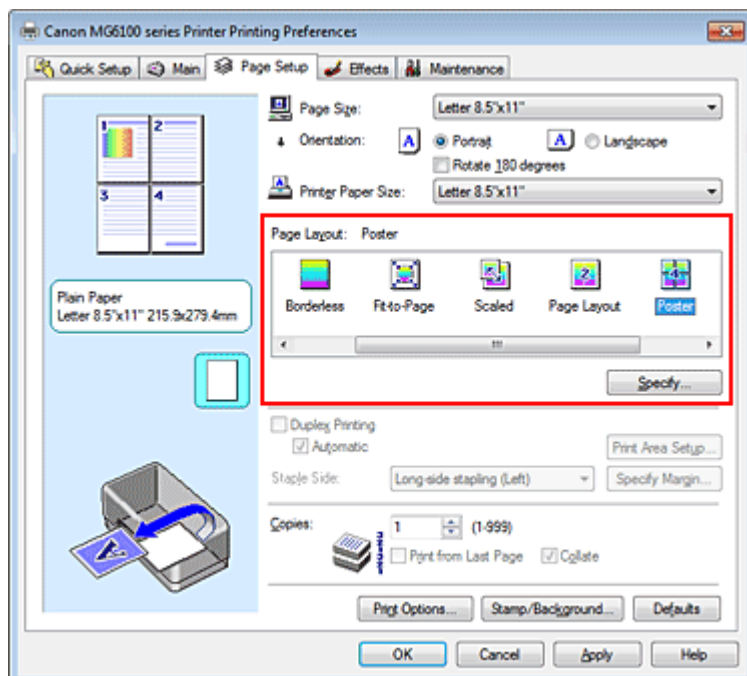 Canon MG6100 series Printer Printing Preferences
Quick Setup Main Page Setup Effects Maintenance
1 2
3 4
Plain Paper
Letter 8.5"x11" 215.9x279.4mm
Page Size: Letter 8.5"x11"
Orientation: A Portrait A Landscape
Rotate 180 degrees
Printer Paper Size: Letter 8.5"x11"
Page Layout: Poster
Borderless Fit-to-Page Scaled Page Layout Poster
Specify...
Duplex Printing
Automatic Print Area Setup...
Staple Side: Long-side stapling (Left) Specify Margin...
Copies: 1 (1-999)
Print from Last Page Collate
Print Options... Stamp/Background... Defaults
OK Cancel Apply Help